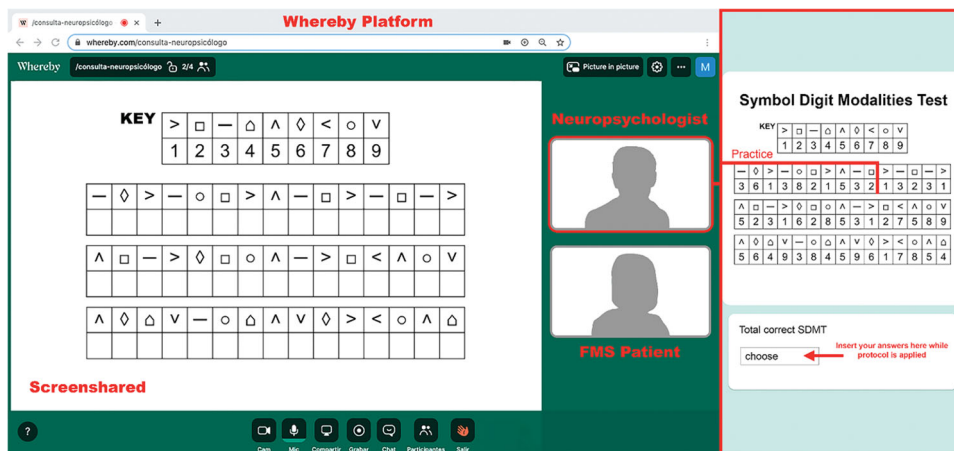 Whereby Platform
/consulta-neuropsicólogo
whereby.com/consulta-neuropsicólogo
Whereby
/consulta-neuropsicólogo 2/4
Picture in picture
M
KEY > □ — ⌂ ∧ ◊ < ○ ∨
1 2 3 4 5 6 7 8 9
— ◊ > — ○ □ > ∧ — □ > — □ — >
∧ □ — > ◊ □ ○ ∧ — > □ < ∧ ○ ∨
∧ ◊ ⌂ ∨ — ○ ⌂ ∧ ∨ ◊ > < ○ ∧ ⌂
Screenshared
Neuropsychologist
FMS Patient
?
Cam Mic Compartir Grabar Chat Participantes Salir
Symbol Digit Modalities Test
KEY > □ — ⌂ ∧ ◊ < ○ ∨
1 2 3 4 5 6 7 8 9
Practice
— ◊ > — ○ □ > ∧ — □ > — □ — >
3 6 1 3 8 2 1 5 3 2 1 3 2 3 1
∧ □ — > ◊ □ ○ ∧ — > □ < ∧ ○ ∨
5 2 3 1 6 2 8 5 3 1 2 7 5 8 9
∧ ◊ ⌂ ∨ — ○ ⌂ ∧ ∨ ◊ > < ○ ∧ ⌂
5 6 4 9 3 8 4 5 9 6 1 7 8 5 4
Total correct SDMT
choose
Insert your answers here while
protocol is applied